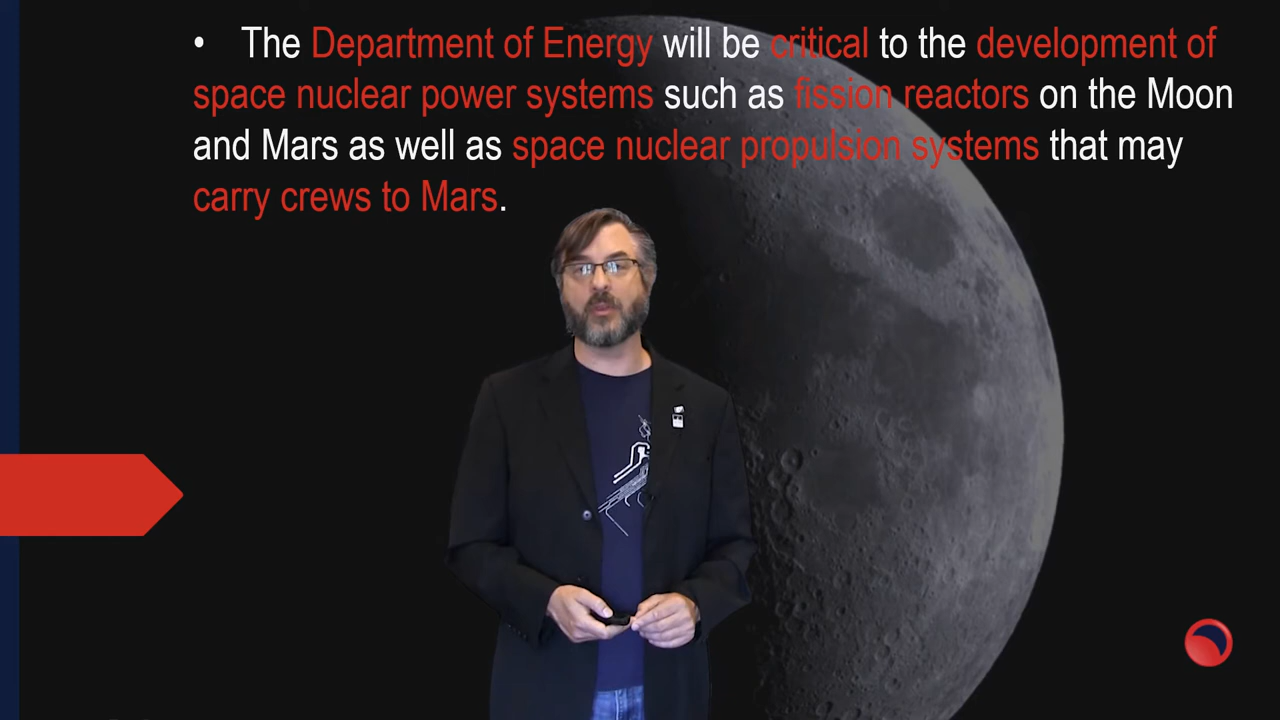 • The Department of Energy will be critical to the development of
space nuclear power systems such as fission reactors on the Moon
and Mars as well as space nuclear propulsion systems that may
carry crews to Mars.